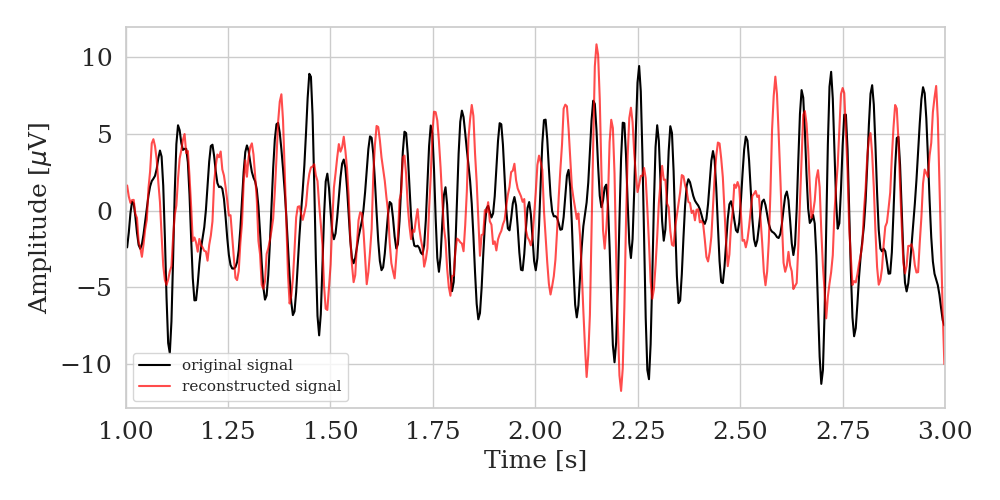 Amplitude [μV]
10
5
0
−5
−10
original signal
reconstructed signal
1.00 1.25 1.50 1.75 2.00 2.25 2.50 2.75 3.00
Time [s]